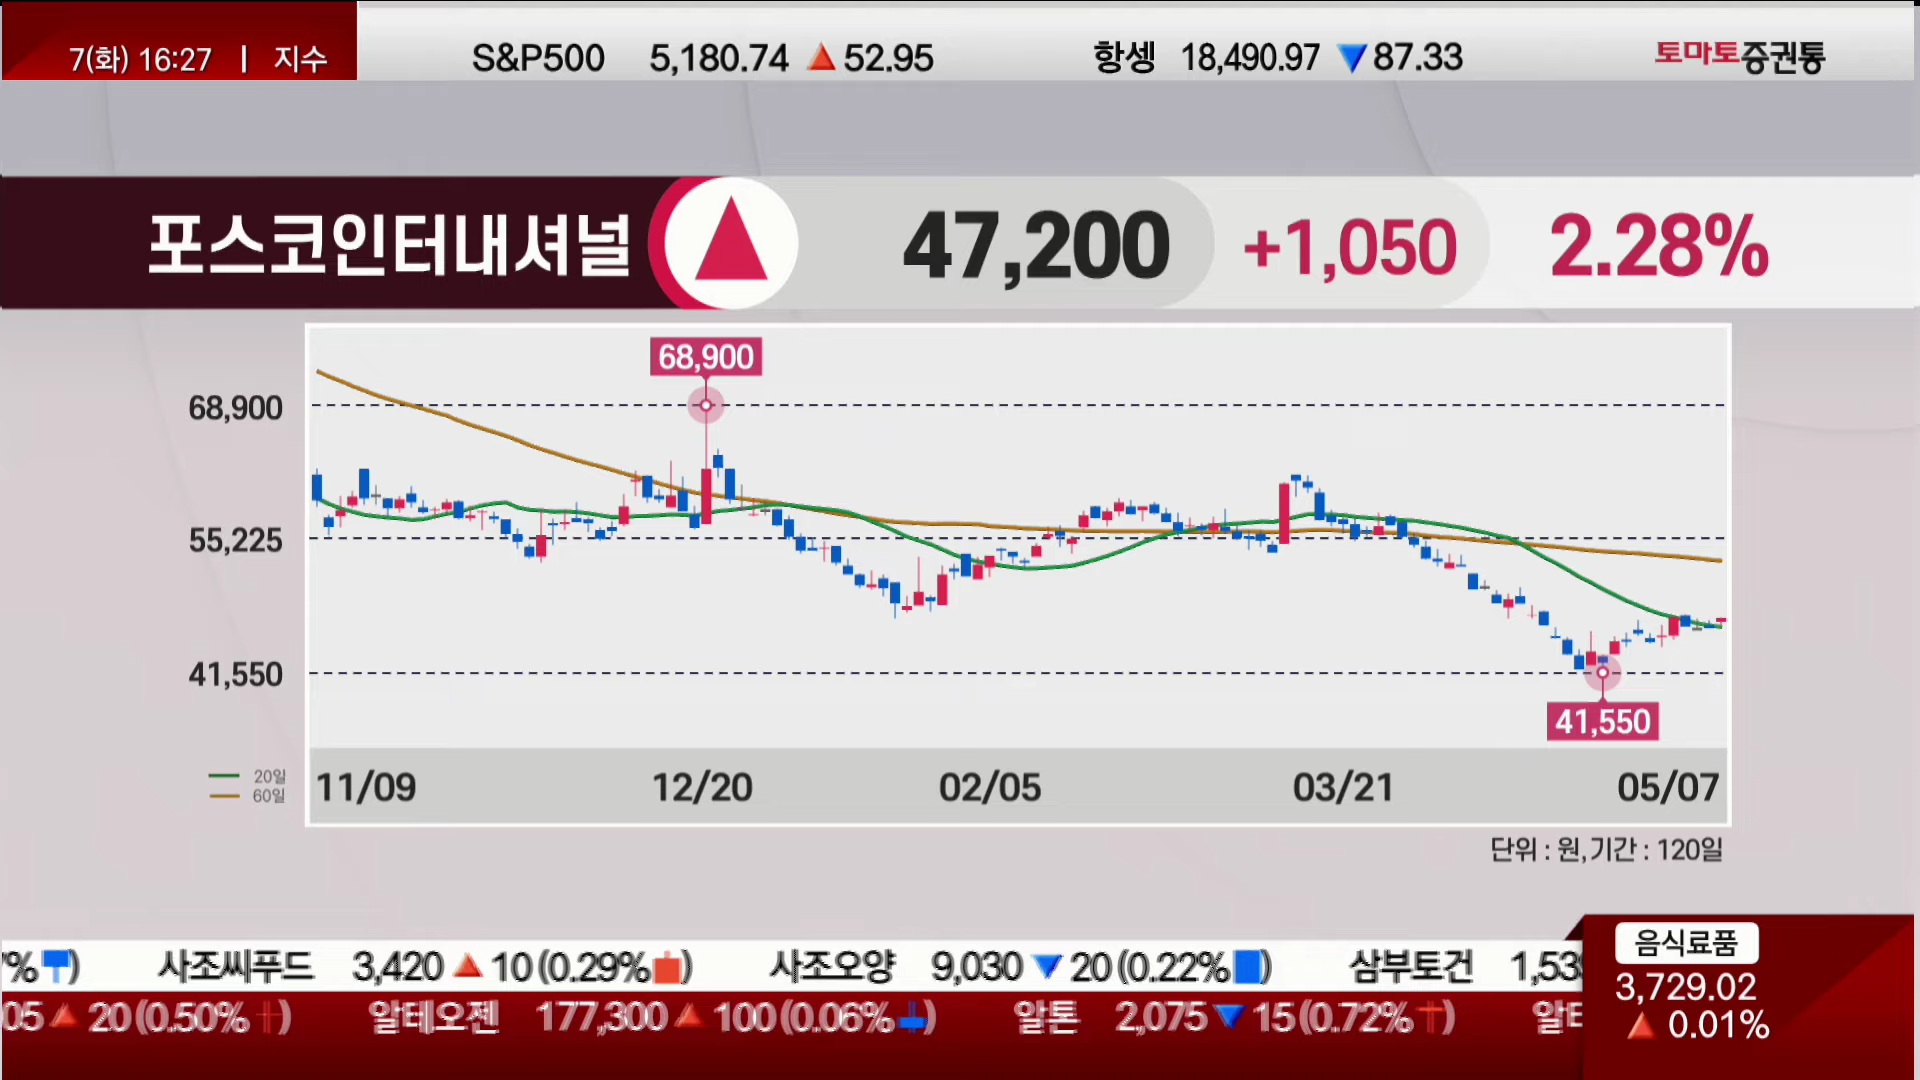 7(화) 16:27 | 지수 S&P500 5,180.74 ▲ 52.95 항셍 18,490.97 ▼ 87.33 토마토증권통
포스코인터내셔널 ▲ 47,200 +1,050 2.28%
68,900
68,900
55,225
41,550
41,550
20일
60일
11/09 12/20 02/05 03/21 05/07
단위 : 원, 기간 : 120일
사조씨푸드 3,420 ▲ 10 (0.29%) 사조오양 9,030 ▼ 20 (0.22%) 삼부토건
05 ▲ 20 (0.50%) 알테오젠 177,300 ▲ 100 (0.06%) 알톤 2,075 ▼ 15 (0.72%)
음식료품
3,729.02
▲ 0.01%